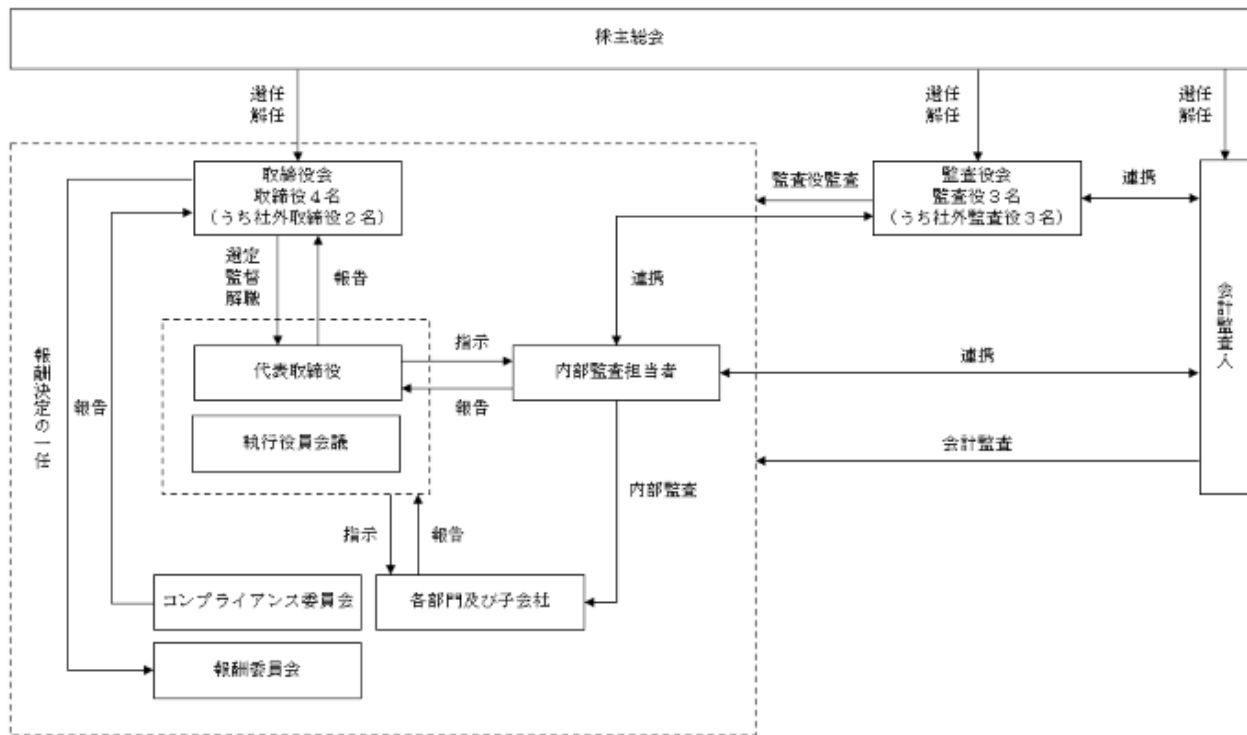 株主総会
選任
解任
選任
解任
選任
解任
取締役会
取締役4名
（うち社外取締役2名）
監査役監査
監査役会
監査役3名
（うち社外監査役3名）
連携
選定
監督
解職
報告
連携
会計監査人
報酬決定の一任
報告
代表取締役
指示
報告
内部監査担当者
連携
執行役員会議
会計監査
内部監査
指示
報告
コンプライアンス委員会
各部門及び子会社
報酬委員会